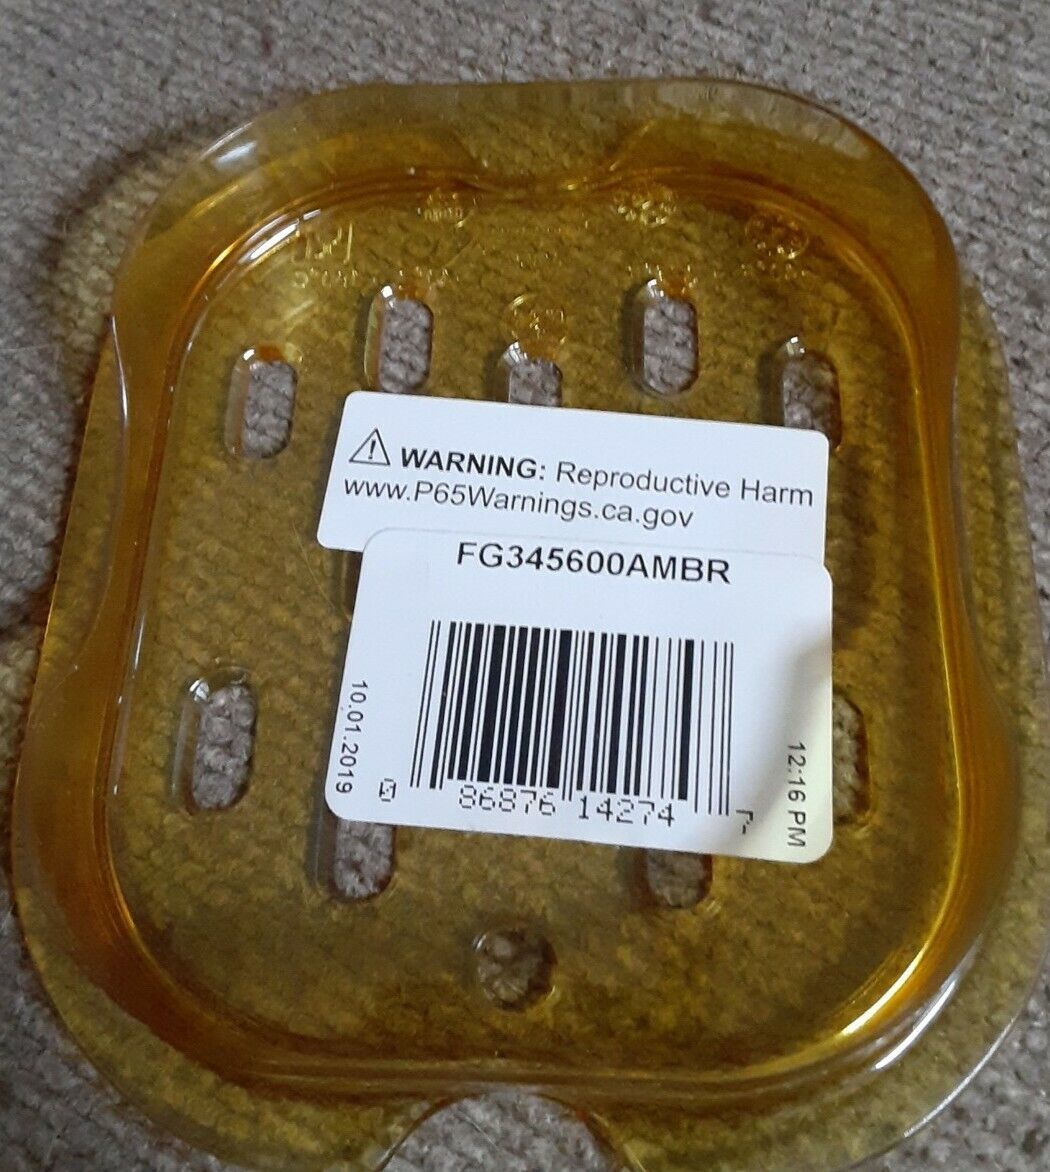 WARNING: Reproductive Harm
www.P65Warnings.ca.gov
FG345600AMBR
10.01.2019
12:16 PM
0 86876 14274 7